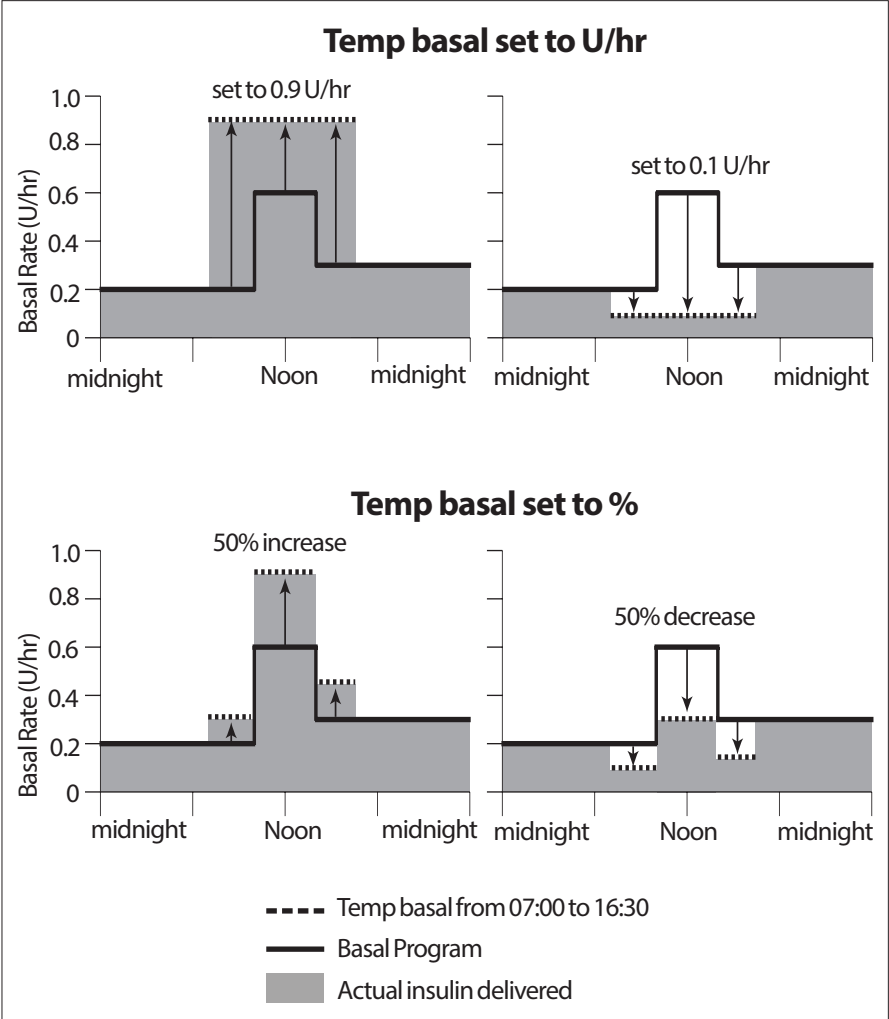 Temp basal set to U/hr
set to 0.9 U/hr
Basal Rate (U/hr)
1.0
0.8
0.6
0.4
0.2
0
midnight
Noon
midnight
set to 0.1 U/hr
midnight
Noon
midnight
Temp basal set to %
50% increase
Basal Rate (U/hr)
1.0
0.8
0.6
0.4
0.2
0
midnight
Noon
midnight
50% decrease
midnight
Noon
midnight
Temp basal from 07:00 to 16:30
Basal Program
Actual insulin delivered